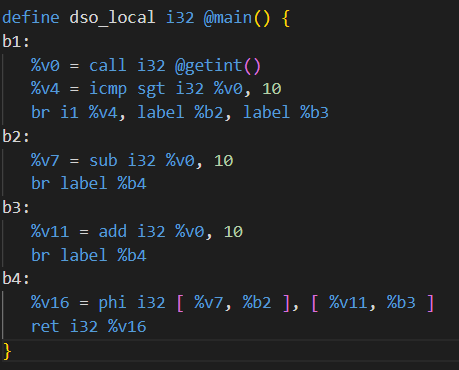 define dso_local i32 @main() {
b1:
    %v0 = call i32 @getint()
    %v4 = icmp sgt i32 %v0, 10
    br i1 %v4, label %b2, label %b3
b2:
    %v7 = sub i32 %v0, 10
    br label %b4
b3:
    %v11 = add i32 %v0, 10
    br label %b4
b4:
    %v16 = phi i32 [ %v7, %b2 ], [ %v11, %b3 ]
    ret i32 %v16
}